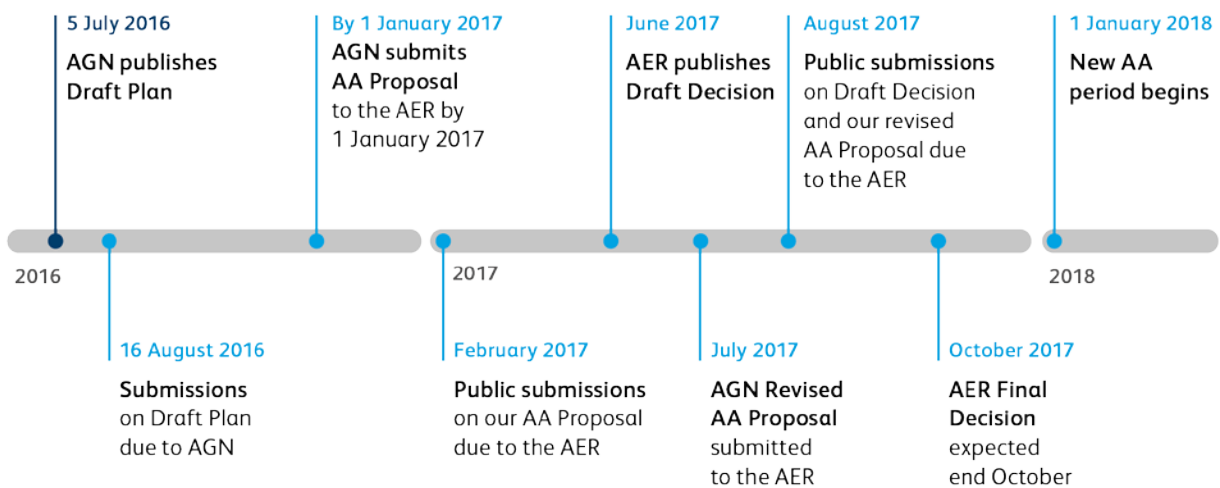 5 July 2016
AGN publishes
Draft Plan
By 1 January 2017
AGN submits
AA Proposal
to the AER by
1 January 2017
June 2017
AER publishes
Draft Decision
August 2017
Public submissions
on Draft Decision
and our revised
AA Proposal due
to the AER
1 January 2018
New AA
period begins
2016
2017
2018
16 August 2016
Submissions
on Draft Plan
due to AGN
February 2017
Public submissions
on our AA Proposal
due to the AER
July 2017
AGN Revised
AA Proposal
submitted
to the AER
October 2017
AER Final
Decision
expected
end October